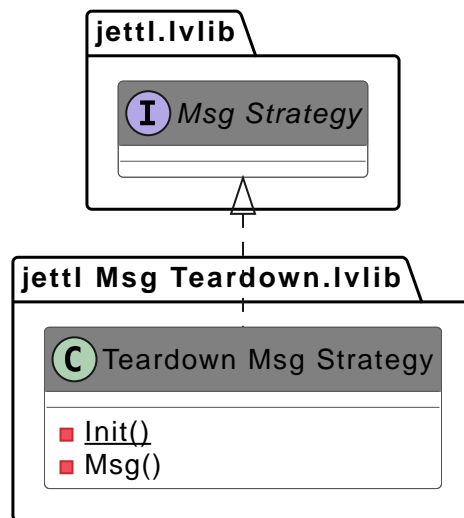 jettl.lvlib
I Msg Strategy
jettl Msg Teardown.lvlib
C Teardown Msg Strategy
Init()
Msg()